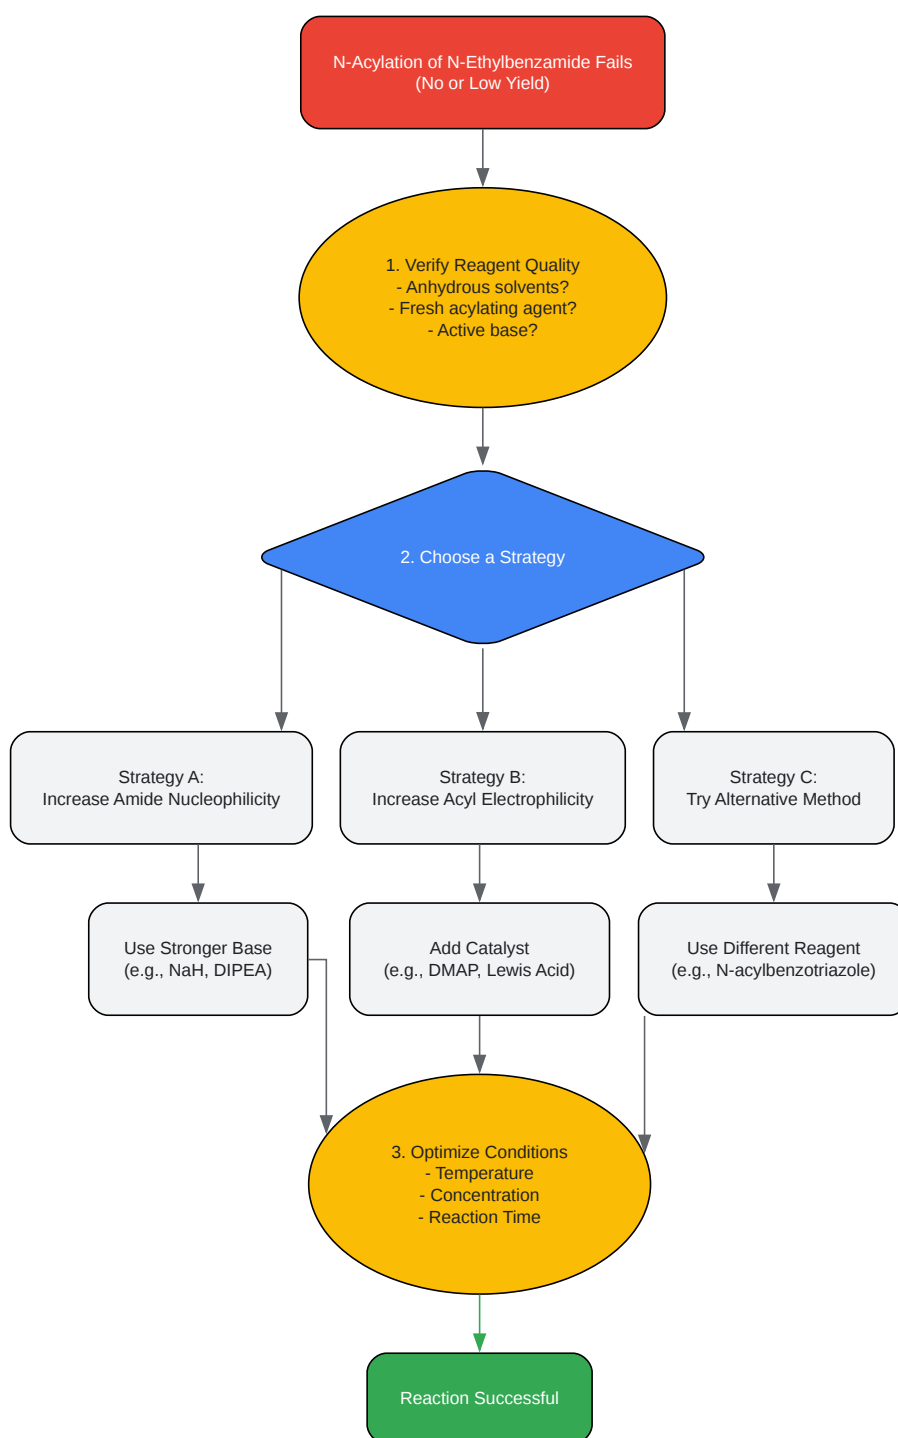 N-Acylation of N-Ethylbenzamide Fails
(No or Low Yield)
1. Verify Reagent Quality
- Anhydrous solvents?
- Fresh acylating agent?
- Active base?
2. Choose a Strategy
Strategy A:
Increase Amide Nucleophilicity
Strategy B:
Increase Acyl Electrophilicity
Strategy C:
Try Alternative Method
Use Stronger Base
(e.g., NaH, DIPEA)
Add Catalyst
(e.g., DMAP, Lewis Acid)
Use Different Reagent
(e.g., N-acylbenzotriazole)
3. Optimize Conditions
- Temperature
- Concentration
- Reaction Time
Reaction Successful